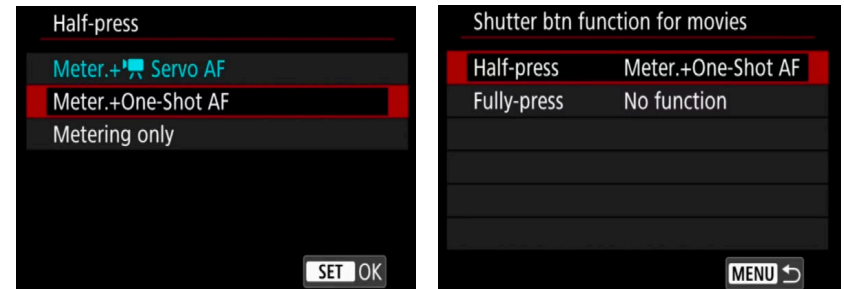 Half-press
Meter.+ Servo AF
Meter.+One-Shot AF
Metering only
SET OK
Shutter btn function for movies
Half-press Meter.+One-Shot AF
Fully-press No function
MENU